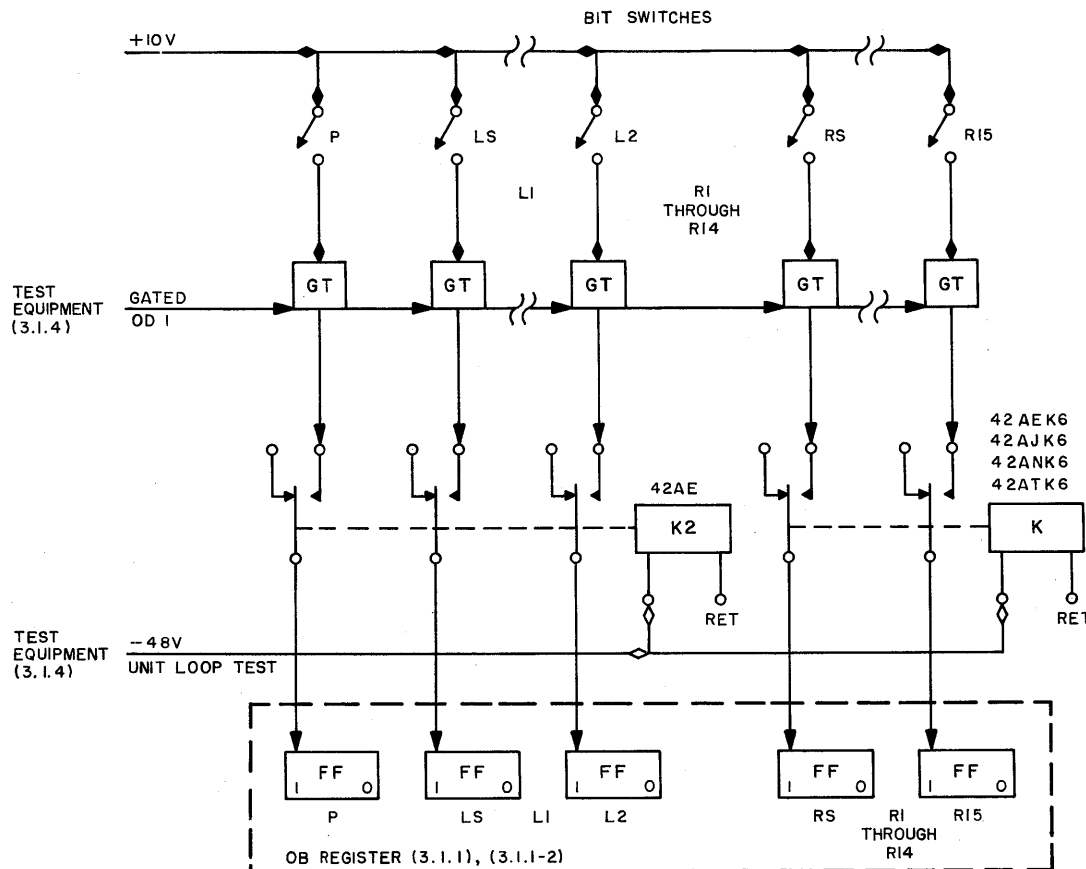 BIT SWITCHES
+10V
P
LS
L2
RS
R15
L1
R1
THROUGH
R14
GT
GT
GT
GT
GT
TEST
EQUIPMENT
(3.1.4)
GATED
OD 1
42AEK6
42AJK6
42ANK6
42ATK6
42AE
K2
K
RET
RET
TEST
EQUIPMENT
(3.1.4)
-48V
UNIT LOOP TEST
FF
1 0
FF
1 0
FF
1 0
FF
1 0
FF
1 0
P
LS
L1
L2
RS
R1
THROUGH
R14
R15
OB REGISTER (3.1.1), (3.1.1-2)